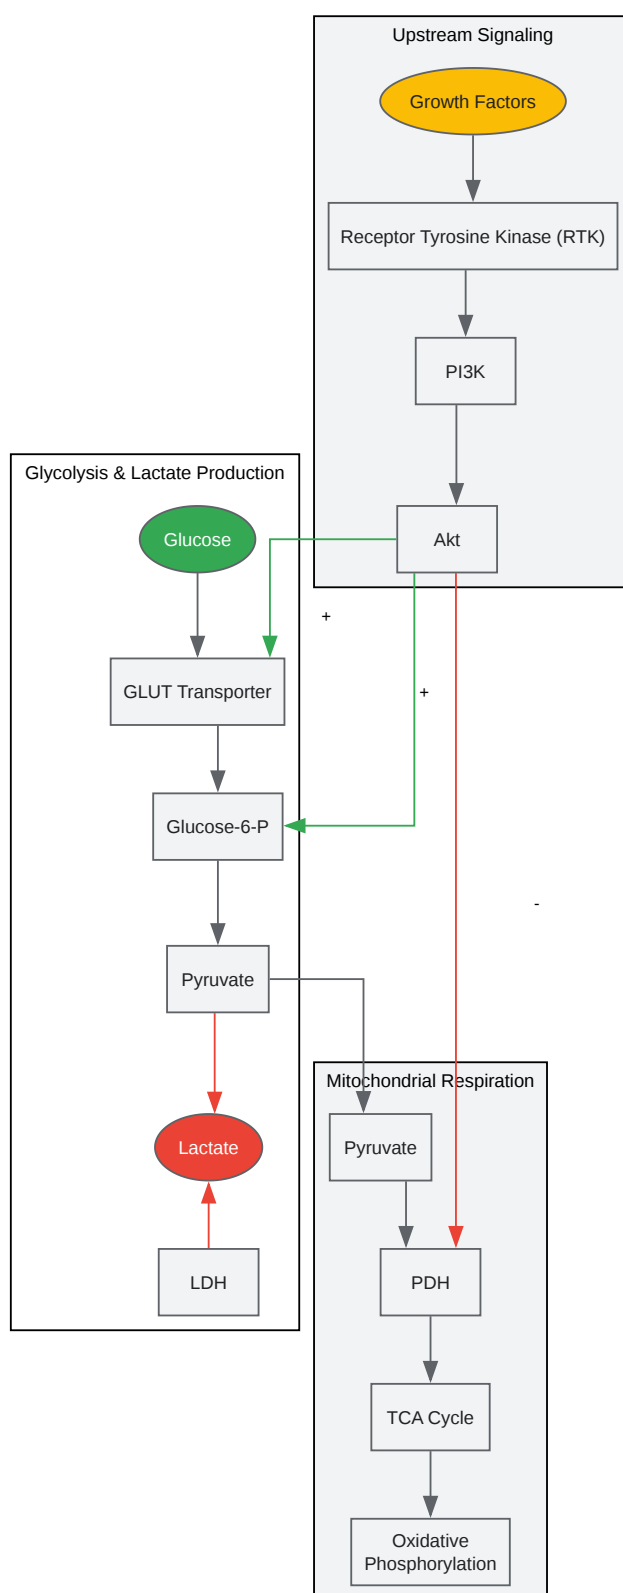 Upstream Signaling
Growth Factors
Receptor Tyrosine Kinase (RTK)
PI3K
Akt
Glycolysis & Lactate Production
Glucose
+
GLUT Transporter
+
Glucose-6-P
-
Pyruvate
Lactate
LDH
Mitochondrial Respiration
Pyruvate
PDH
TCA Cycle
Oxidative
Phosphorylation